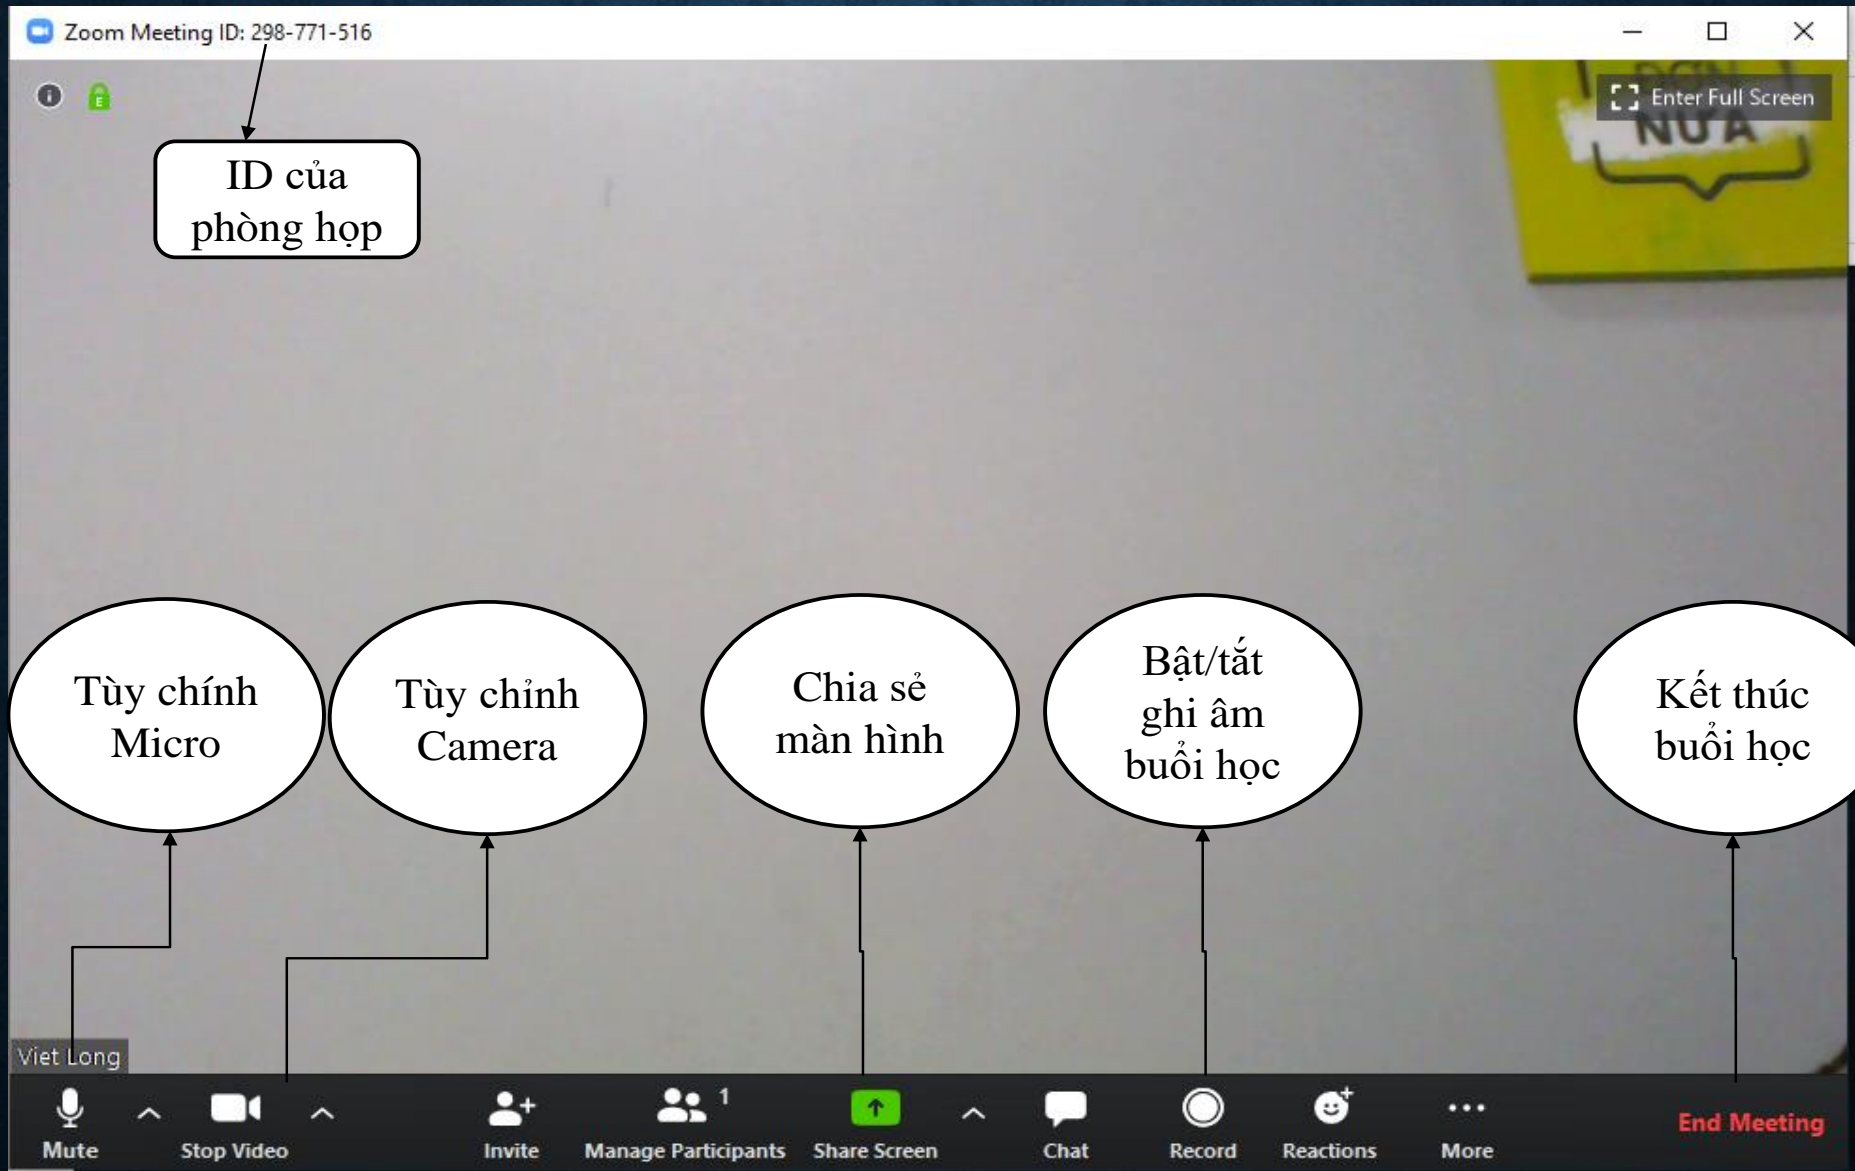 Zoom Meeting ID: 298-771-516
Enter Full Screen
NỮA
ID của
phòng họp
Tùy chính
Micro
Tùy chỉnh
Camera
Chia sẻ
màn hình
Bật/tắt
ghi âm
buổi học
Kết thúc
buổi học
Viet Long
Mute
Stop Video
Invite
Manage Participants
1
Share Screen
Chat
Record
Reactions
More
End Meeting